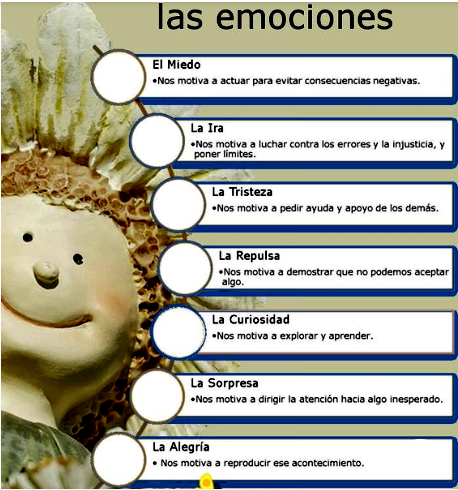 las emociones
El Miedo
•Nos motiva a actuar para evitar consecuencias negativas.
La Ira
•Nos motiva a luchar contra los errores y la injusticia, y
poner límites.
La Tristeza
•Nos motiva a pedir ayuda y apoyo de los demás.
La Repulsa
•Nos motiva a demostrar que no podemos aceptar
algo.
La Curiosidad
•Nos motiva a explorar y aprender.
La Sorpresa
•Nos motiva a dirigir la atención hacia algo inesperado.
La Alegría
• Nos motiva a reproducir ese acontecimiento.